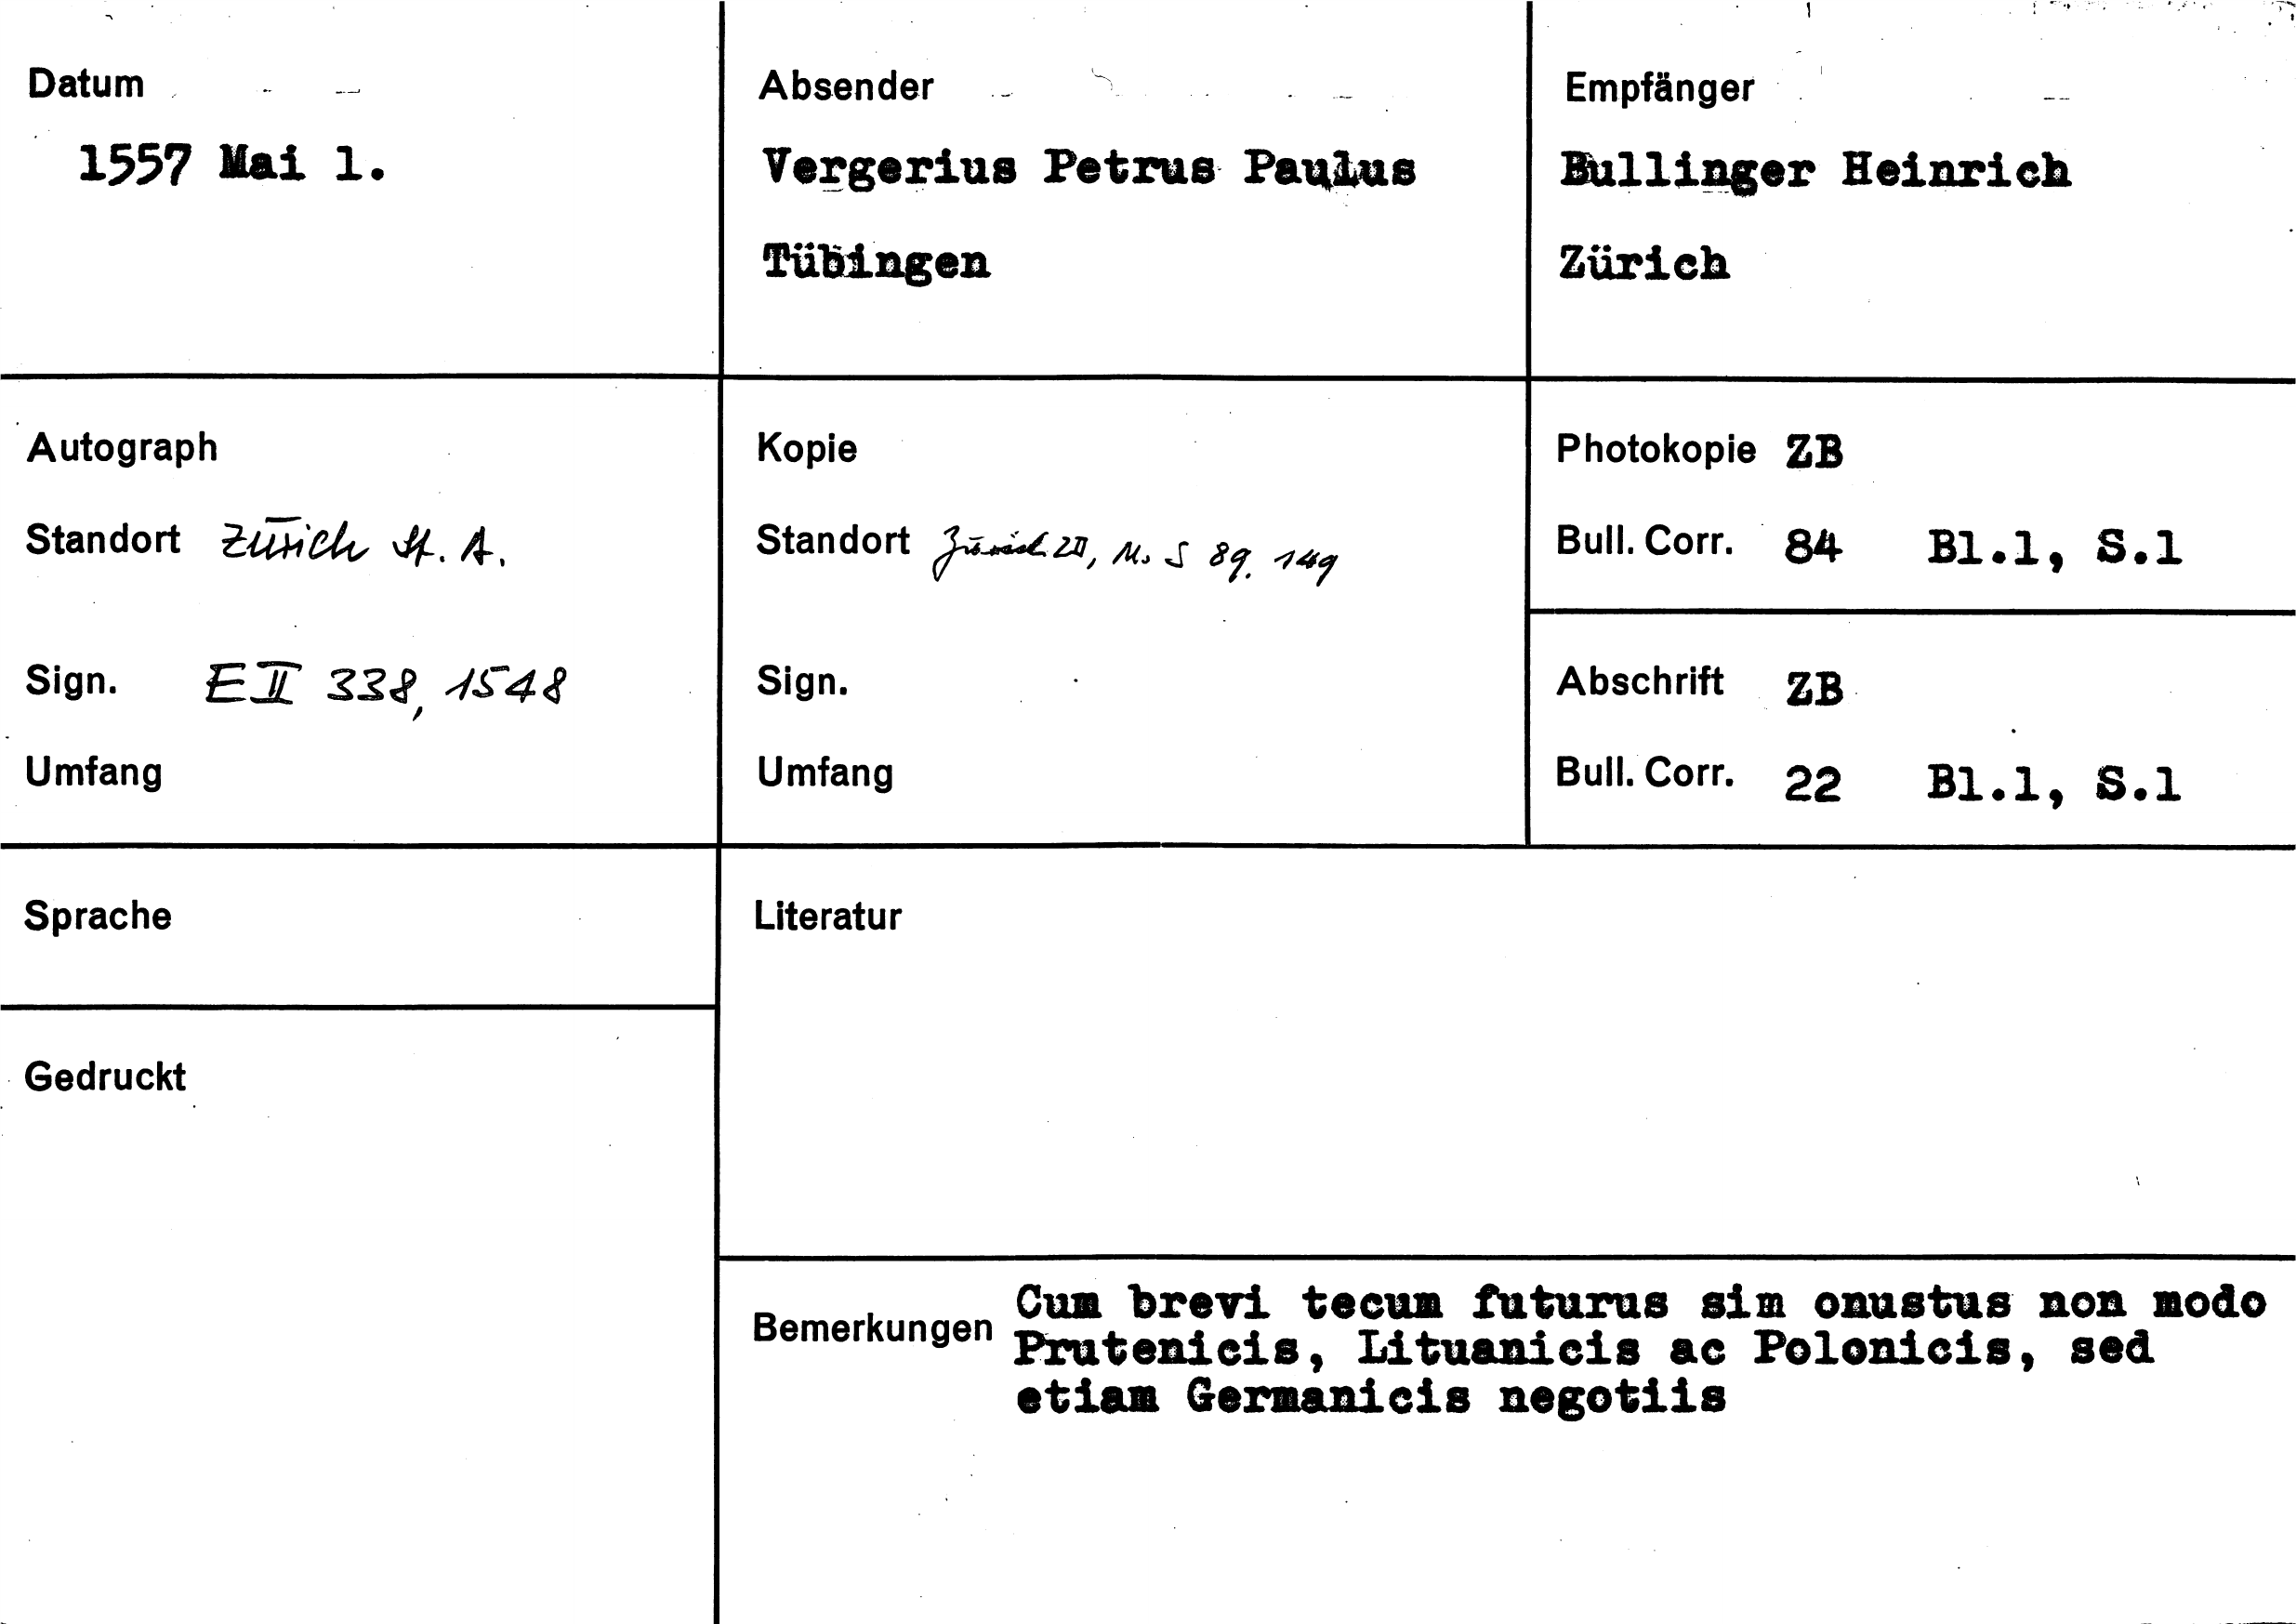 Datum
1557 Mai 1.
Absender
Vergerius Petrus Paulus
Tübingen
Empfänger
Bullinger Heinrich
Zürich
Autograph
Standort Zürich St. A.
Sign. E II 338, 1548
Umfang
Kopie
Standort Zürich ZB, Ms S 89. 149
Sign.
Umfang
Photokopie ZB
Bull. Corr. 84 Bl.1, S.1
Abschrift ZB
Bull. Corr. 22 Bl.1, S.1
Sprache
Literatur
Gedruckt
Bemerkungen
Cum brevi tecum futurus sim onustus non modo
Prutenicis, Lituanicis ac Polonicis, sed
etiam Germanicis negotiis